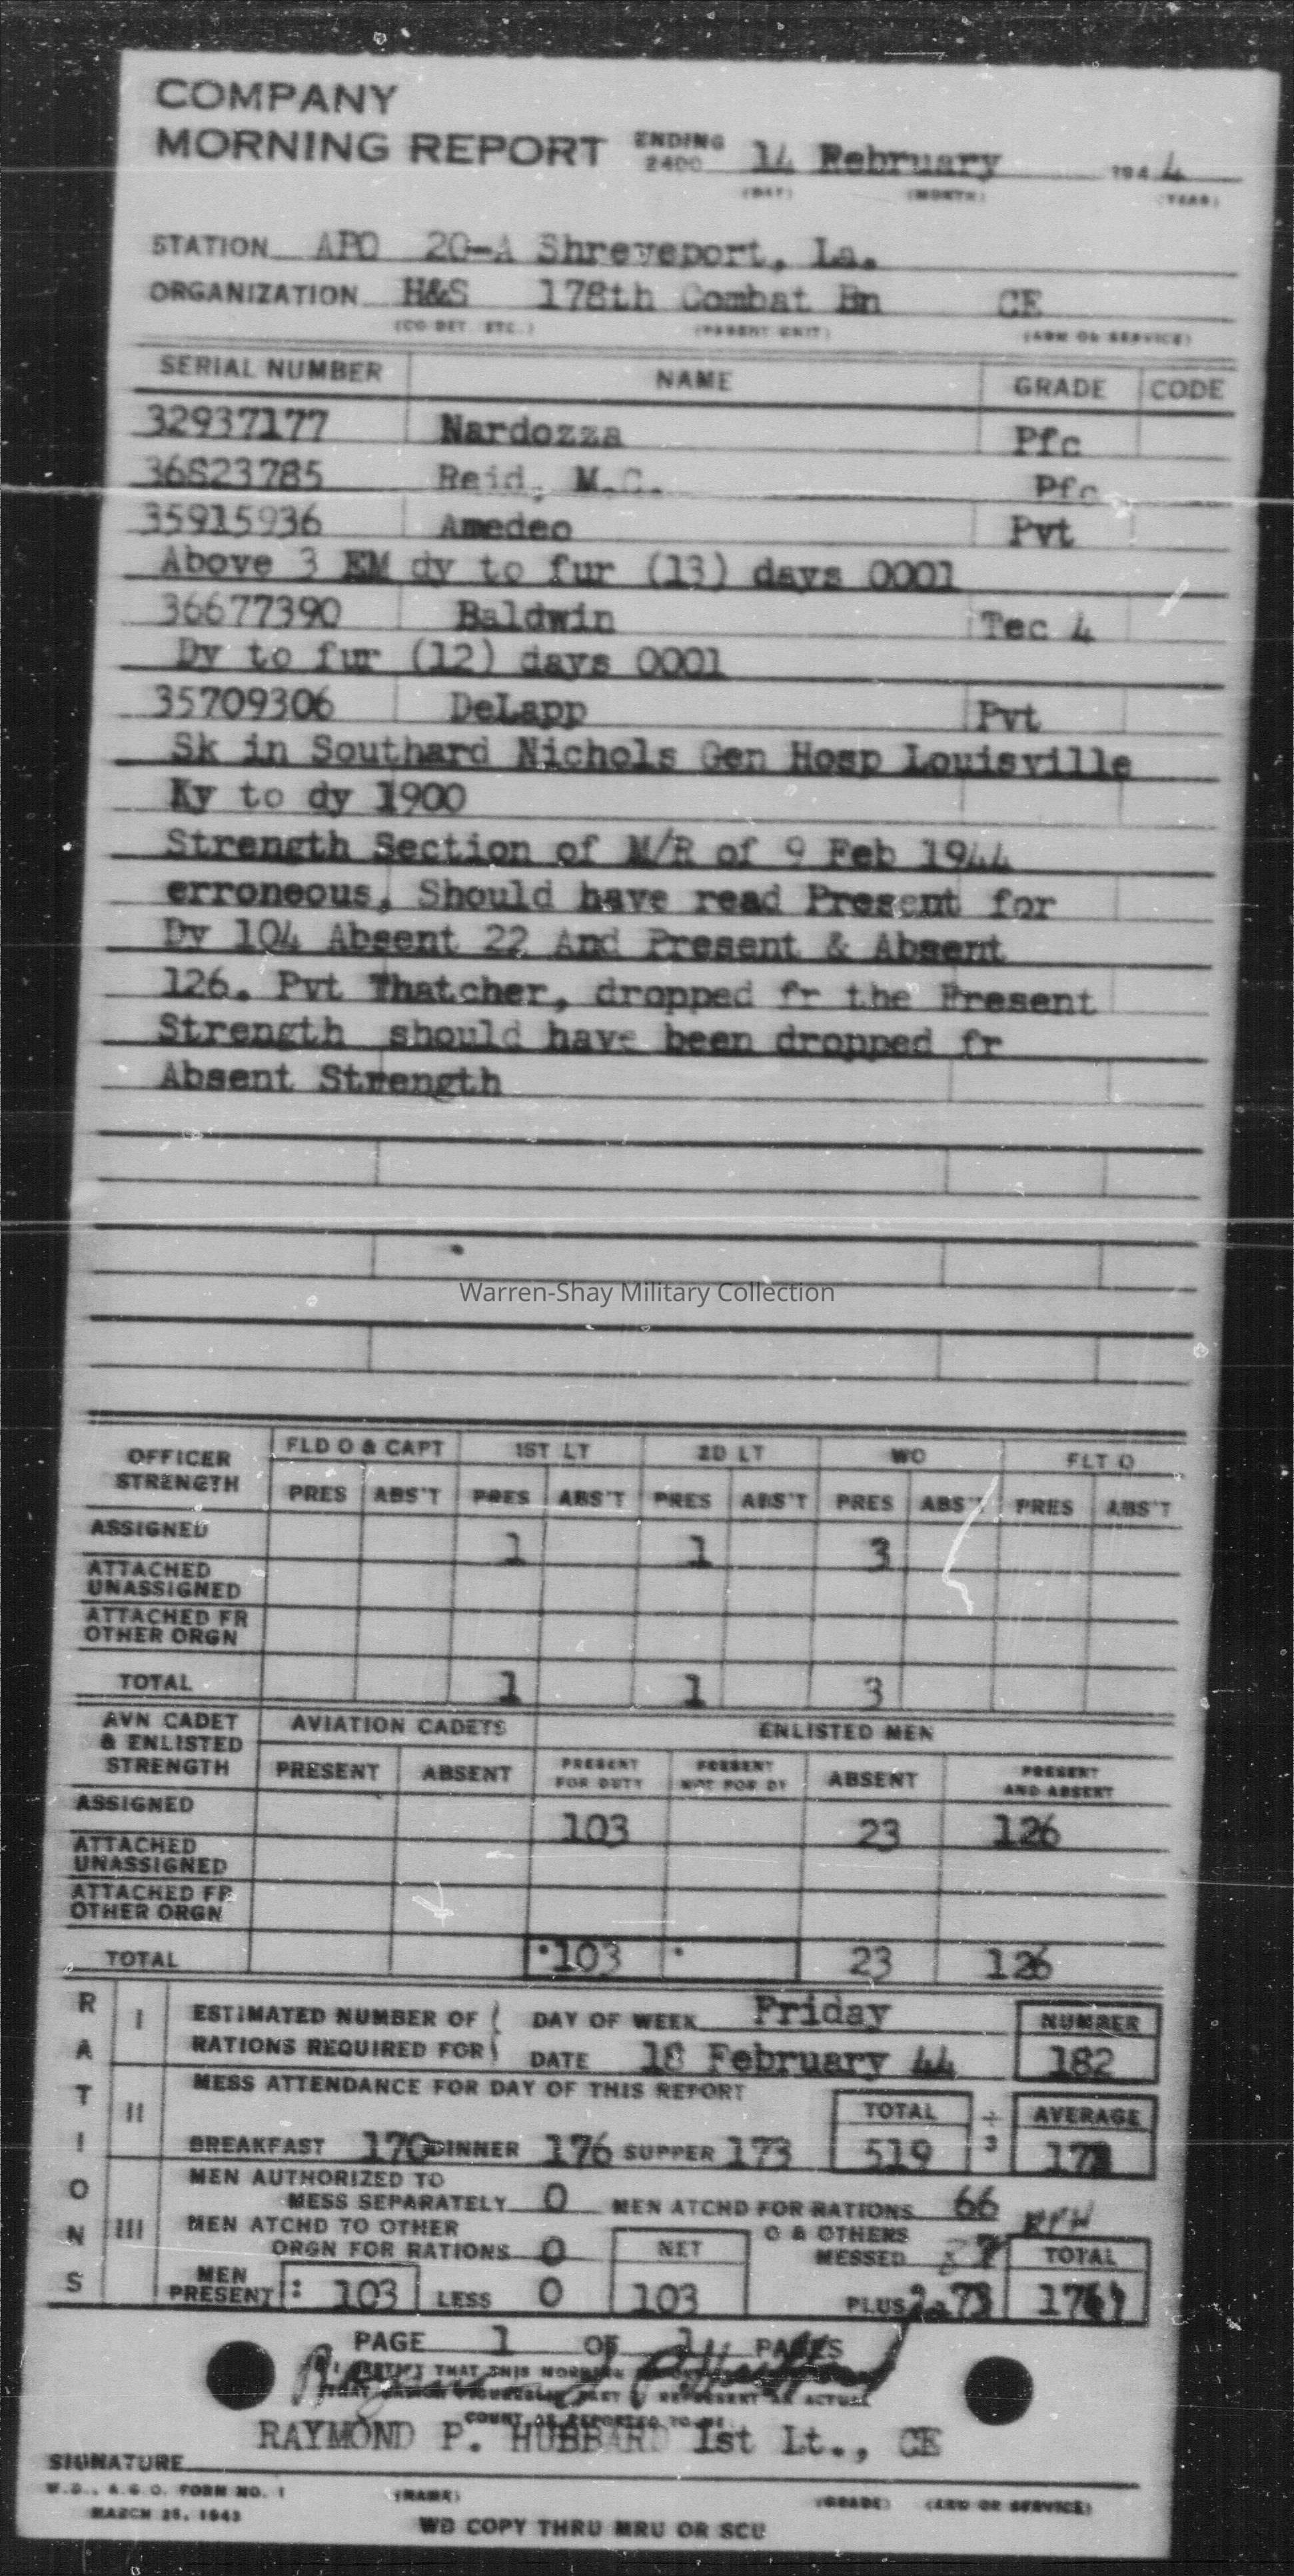 COMPANY
MORNING REPORT ENDING 2400 14 February 1944
(DAY) (MONTH) (YEAR)
STATION APO 20-A Shreveport, La.
ORGANIZATION H&S 178th Combat Bn CE
(CO DET. ETC.) (PARENT UNIT) (ARM OR SERVICE)
SERIAL NUMBER NAME GRADE CODE
32937177 Nardozza Pfc
36823785 Reid, M.C. Pfc
35915936 Amedeo Pvt
Above 3 EM dy to fur (13) days 0001
36677390 Baldwin Tec 4
Dy to fur (12) days 0001
35709306 DeLapp Pvt
Sk in Southard Nichols Gen Hosp Louisville
Ky to dy 1900
Strength Section of M/R of 9 Feb 1944
erroneous, Should have read Present for
Dy 104 Absent 22 And Present & Absent
126. Pvt Thatcher, dropped fr the Present
Strength should have been dropped fr
Absent Strength
Warren-Shay Military Collection
OFFICER STRENGTH FLD O & CAPT 1ST LT 2D LT WO FLT O
PRES ABS'T PRES ABS'T PRES ABS'T PRES ABS'T PRES ABS'T
ASSIGNED 1 1 3
ATTACHED UNASSIGNED
ATTACHED FR OTHER ORGN
TOTAL 1 1 3
AVN CADET & ENLISTED STRENGTH AVIATION CADETS ENLISTED MEN
PRESENT ABSENT PRESENT FOR DUTY PRESENT NOT FOR DY ABSENT PRESENT AND ABSENT
ASSIGNED 103 23 126
ATTACHED UNASSIGNED
ATTACHED FR OTHER ORGN
TOTAL 103 23 126
RATIONS
I ESTIMATED NUMBER OF RATIONS REQUIRED FOR DAY OF WEEK Friday NUMBER
DATE 18 February 44 182
II MESS ATTENDANCE FOR DAY OF THIS REPORT TOTAL ÷ AVERAGE
BREAKFAST 170 DINNER 176 SUPPER 173 519 3
III MEN AUTHORIZED TO MESS SEPARATELY 0 MEN ATCHD FOR RATIONS 66 RPH
MEN ATCHD TO OTHER ORGN FOR RATIONS 0 NET O & OTHERS MESSED 7 TOTAL
MEN PRESENT 103 LESS 0 103 PLUS 73
PAGE 1 OF 1 PAGES
I CERTIFY THAT THIS MORNING
COUNT AS REPORTED TO ME
RAYMOND P. HUBBARD 1st Lt., CE
SIGNATURE
W.D., A.G.O. FORM NO. 1 (NAME) (GRADE) (ARM OR SERVICE)
MARCH 25, 1943
WD COPY THRU MRU OR SCU